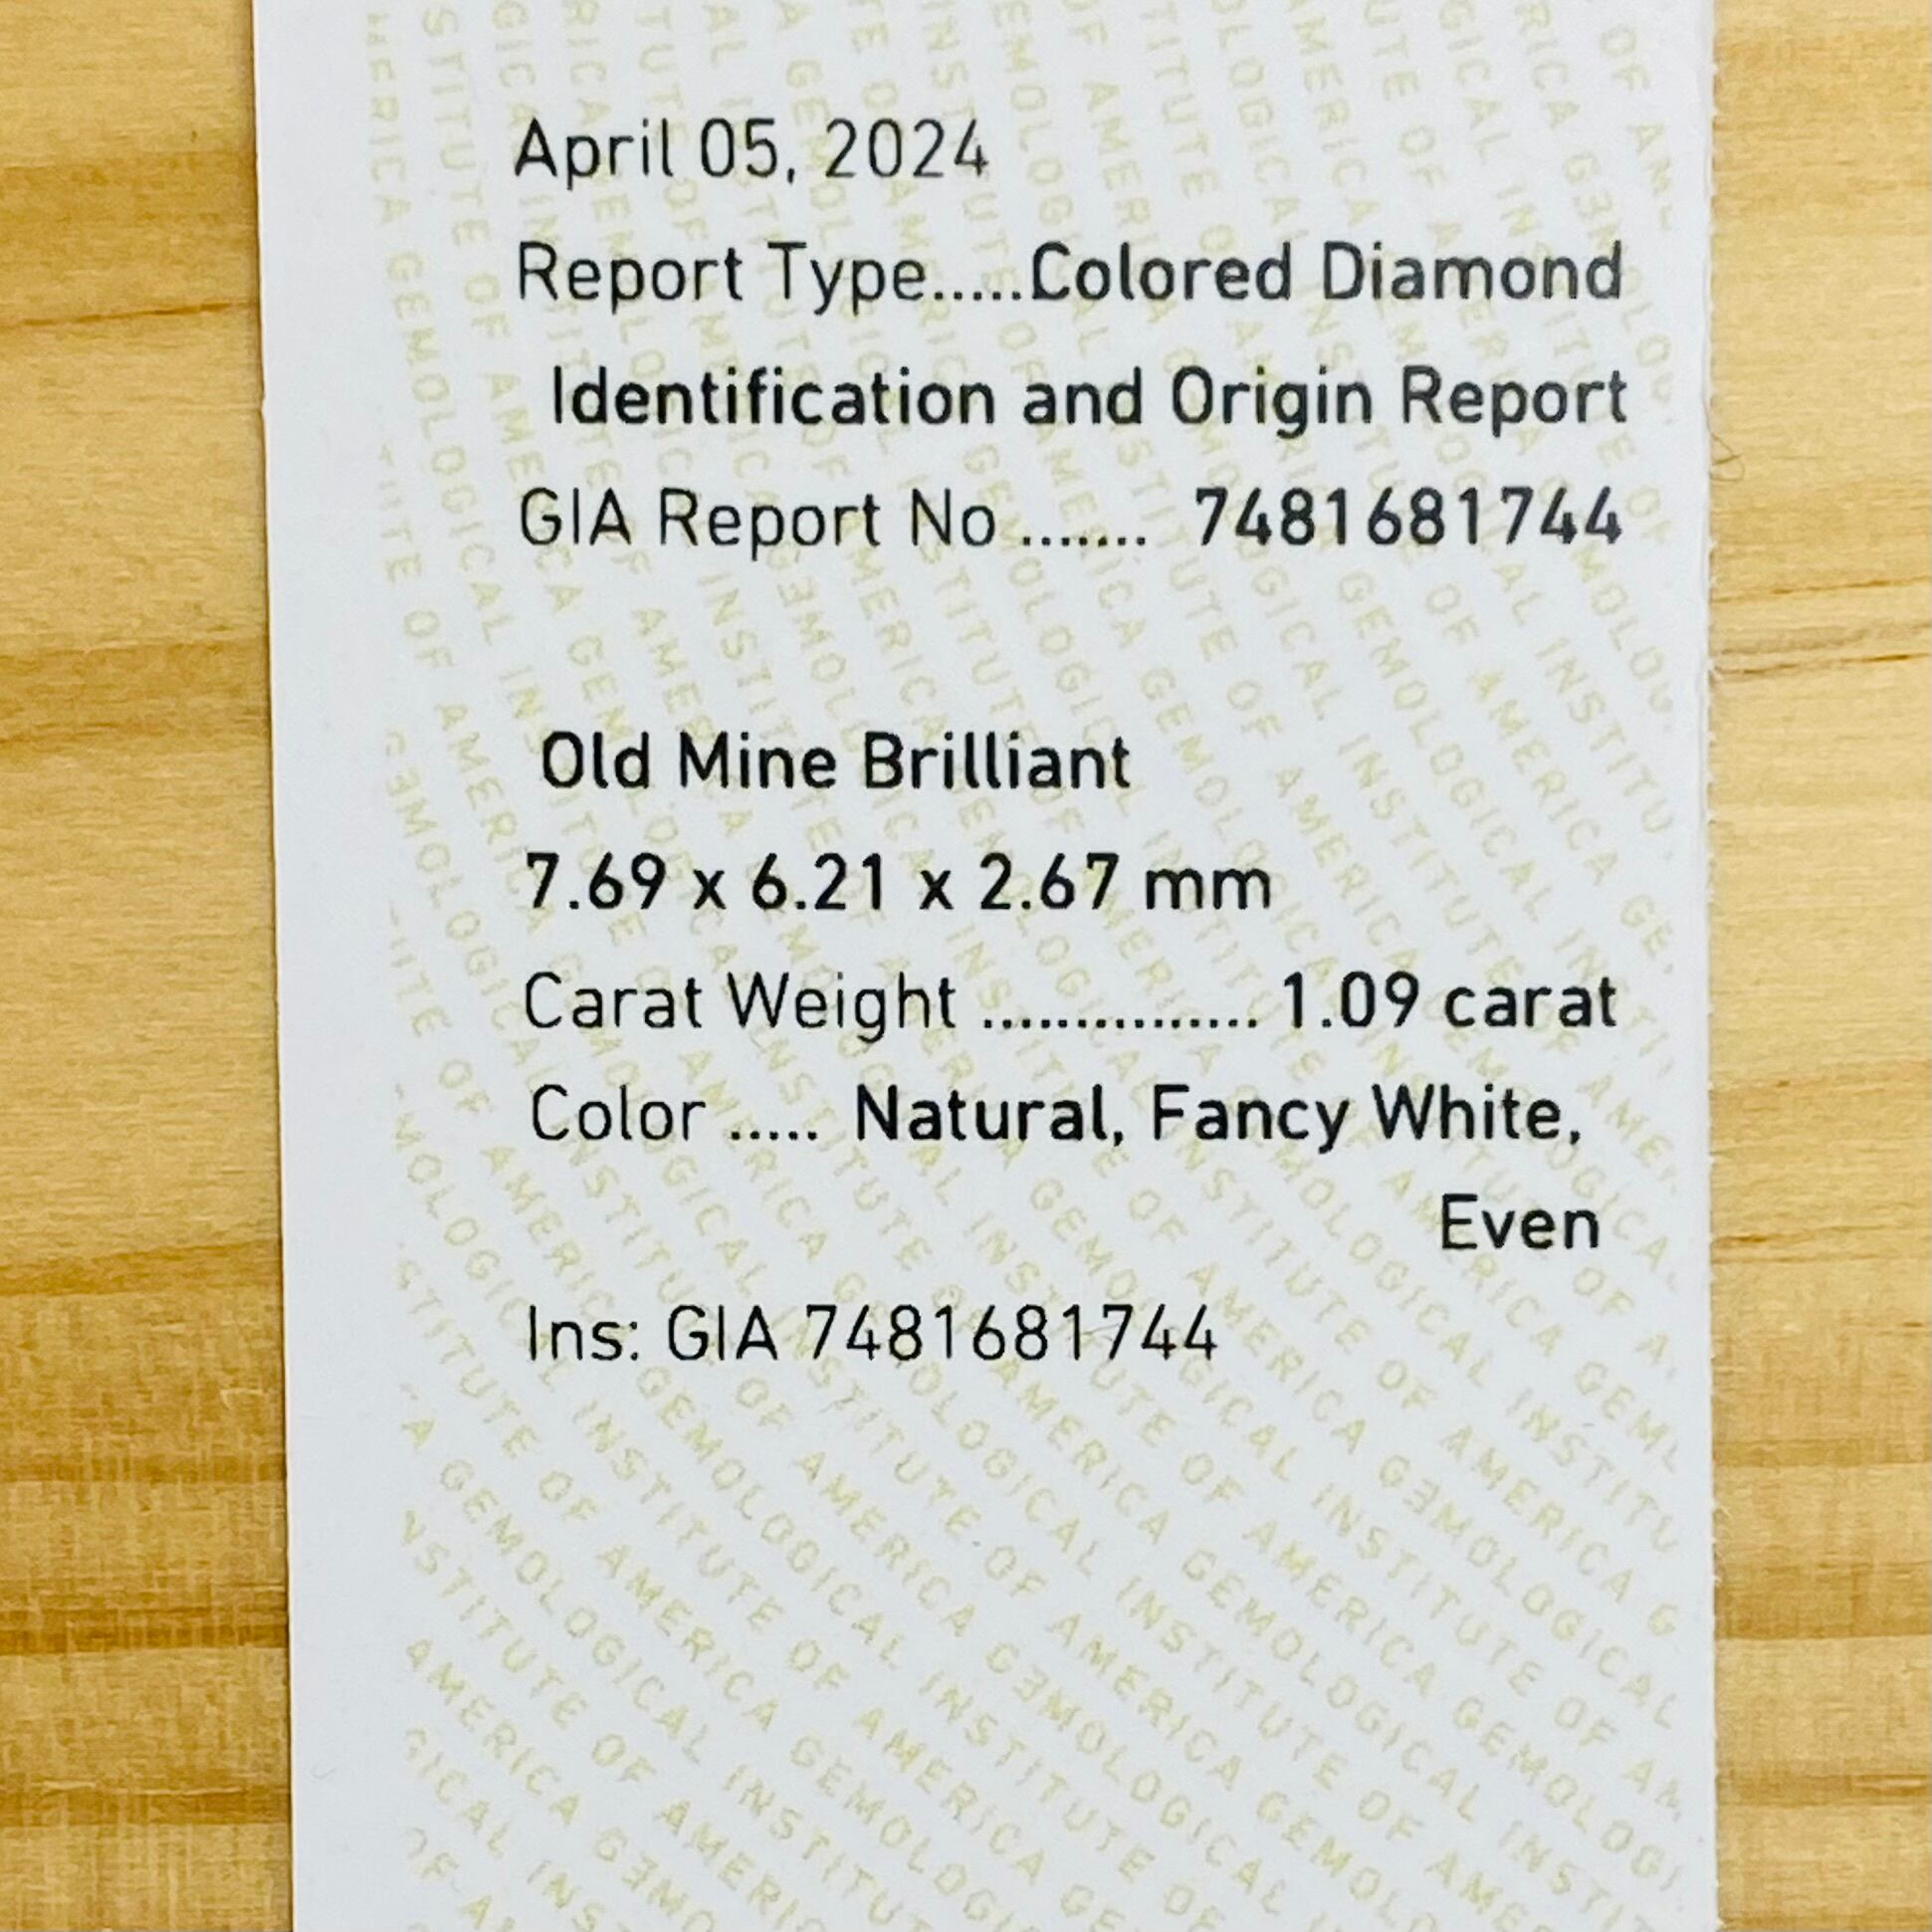 April 05, 2024
Report Type.....Colored Diamond
Identification and Origin Report
GIA Report No ....... 7481681744
Old Mine Brilliant
7.69 x 6.21 x 2.67 mm
Carat Weight ............... 1.09 carat
Color ..... Natural, Fancy White,
Even
Ins: GIA 7481681744